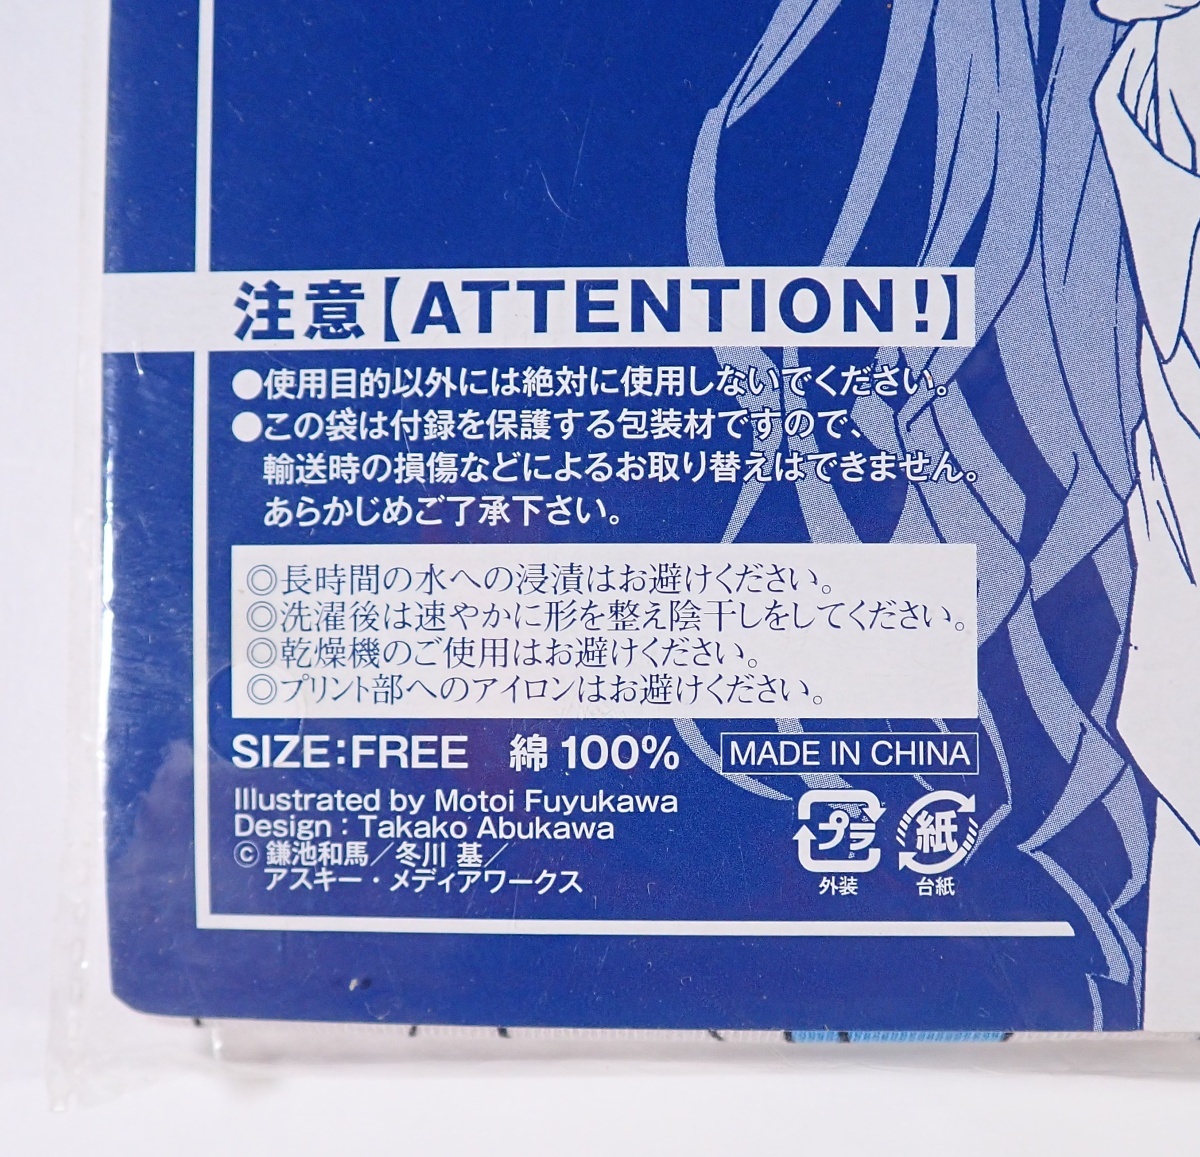 注意【ATTENTION!】
●使用目的以外には絶対に使用しないでください。
●この袋は付録を保護する包装材ですので、
輸送時の損傷などによるお取り替えはできません。
あらかじめご了承下さい。
◎長時間の水への浸漬はお避けください。
◎洗濯後は速やかに形を整え陰干しをしてください。
◎乾燥機のご使用はお避けください。
◎プリント部へのアイロンはお避けください。
SIZE:FREE 綿100% MADE IN CHINA
Illustrated by Motoi Fuyukawa
Design : Takako Abukawa
© 鎌池和馬／冬川 基／
アスキー・メディアワークス
プラ 紙
外装 台紙